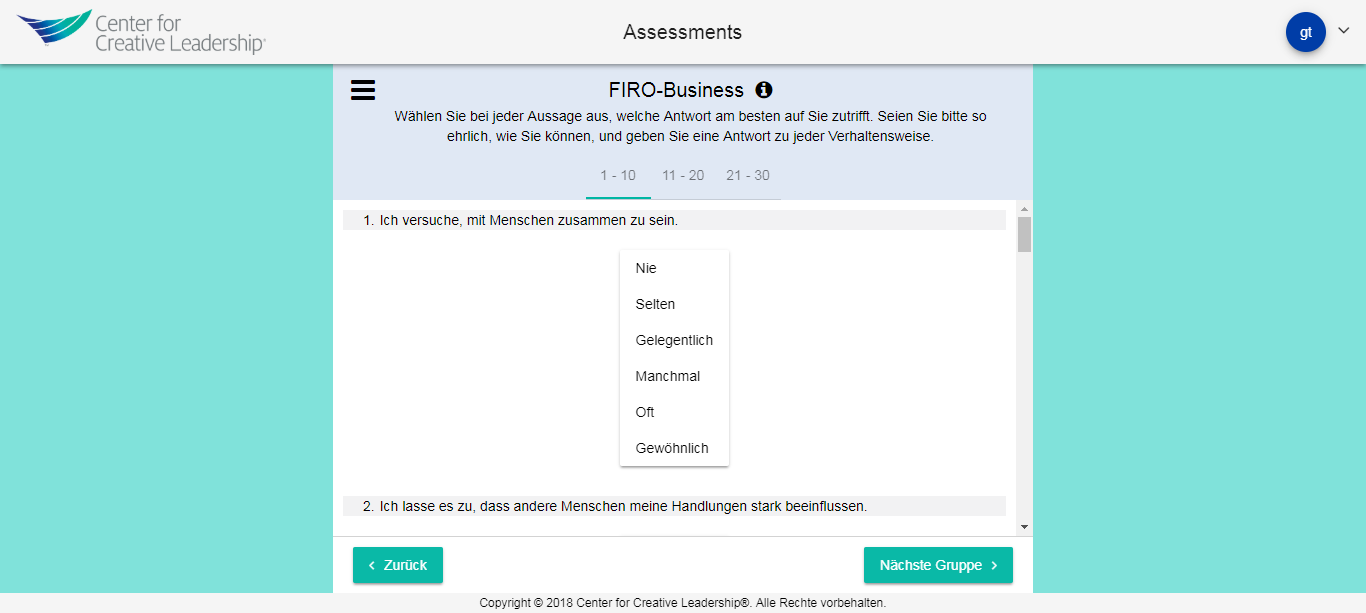 Center for
Creative Leadership®
Assessments
gt
FIRO-Business
Wählen Sie bei jeder Aussage aus, welche Antwort am besten auf Sie zutrifft. Seien Sie bitte so
ehrlich, wie Sie können, und geben Sie eine Antwort zu jeder Verhaltensweise.
1 - 10 11 - 20 21 - 30
1. Ich versuche, mit Menschen zusammen zu sein.
Nie
Selten
Gelegentlich
Manchmal
Oft
Gewöhnlich
2. Ich lasse es zu, dass andere Menschen meine Handlungen stark beeinflussen.
Zurück Nächste Gruppe
Copyright © 2018 Center for Creative Leadership®. Alle Rechte vorbehalten.